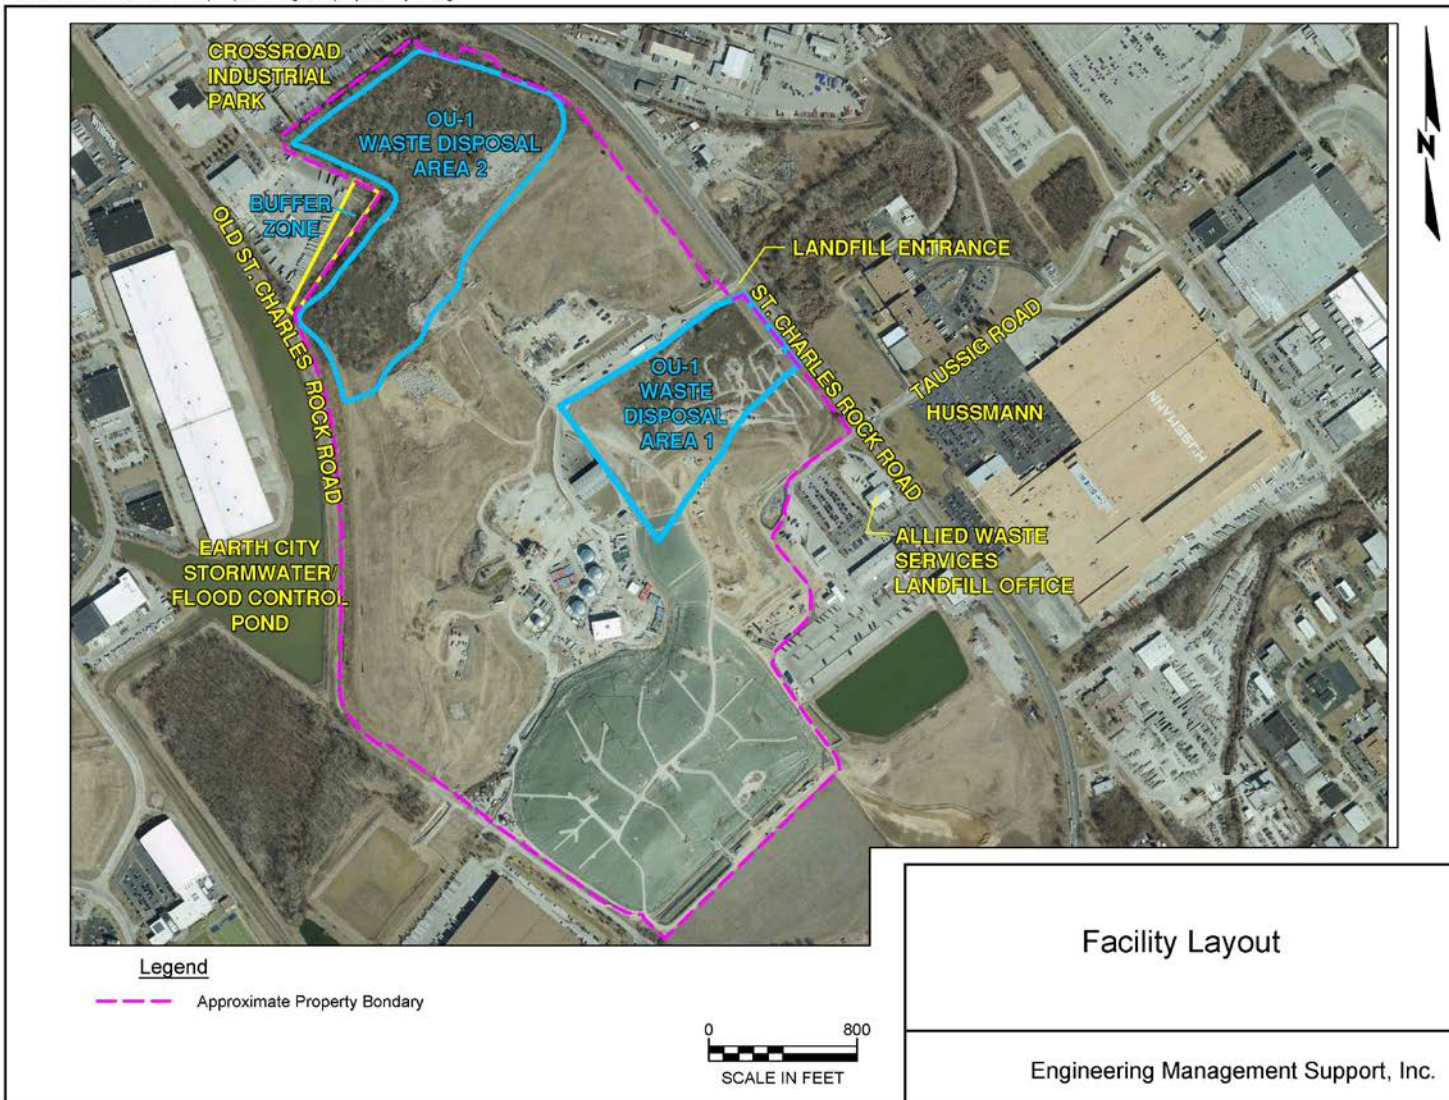 CROSSROAD
INDUSTRIAL
PARK
OU-1
WASTE DISPOSAL
AREA 2
BUFFER
ZONE
OLD ST. CHARLES ROCK ROAD
LANDFILL ENTRANCE
ST. CHARLES ROCK ROAD
TAUSSIG ROAD
HUSSMANN
HUSSMANN
OU-1
WASTE
DISPOSAL
AREA 1
ALLIED WASTE
SERVICES
LANDFILL OFFICE
EARTH CITY
STORMWATER/
FLOOD CONTROL
POND
N
Legend
Approximate Property Bondary
0 800
SCALE IN FEET
Facility Layout
Engineering Management Support, Inc.